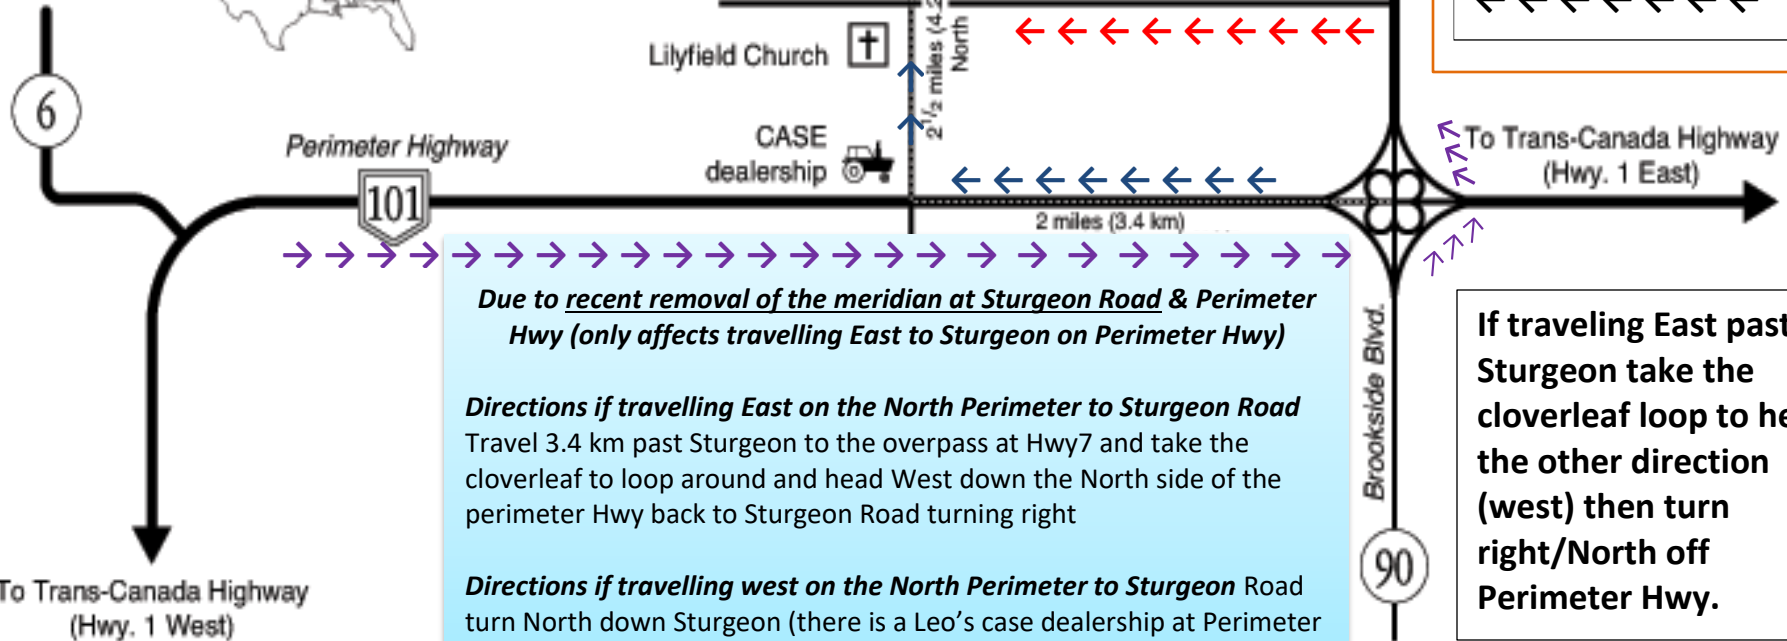 2 1/2 miles (4.2
North
Lilyfield Church
6
Perimeter Highway
CASE
dealership
To Trans-Canada Highway
(Hwy. 1 East)
101
2 miles (3.4 km)
Due to recent removal of the meridian at Sturgeon Road & Perimeter
Hwy (only affects travelling East to Sturgeon on Perimeter Hwy)
Directions if travelling East on the North Perimeter to Sturgeon Road
Travel 3.4 km past Sturgeon to the overpass at Hwy7 and take the
cloverleaf to loop around and head West down the North side of the
perimeter Hwy back to Sturgeon Road turning right
Directions if travelling west on the North Perimeter to Sturgeon Road
turn North down Sturgeon (there is a Leo's case dealership at Perimeter
Brookside Blvd.
90
If traveling East past
Sturgeon take the
cloverleaf loop to he
the other direction
(west) then turn
right/North off
Perimeter Hwy.
To Trans-Canada Highway
(Hwy. 1 West)